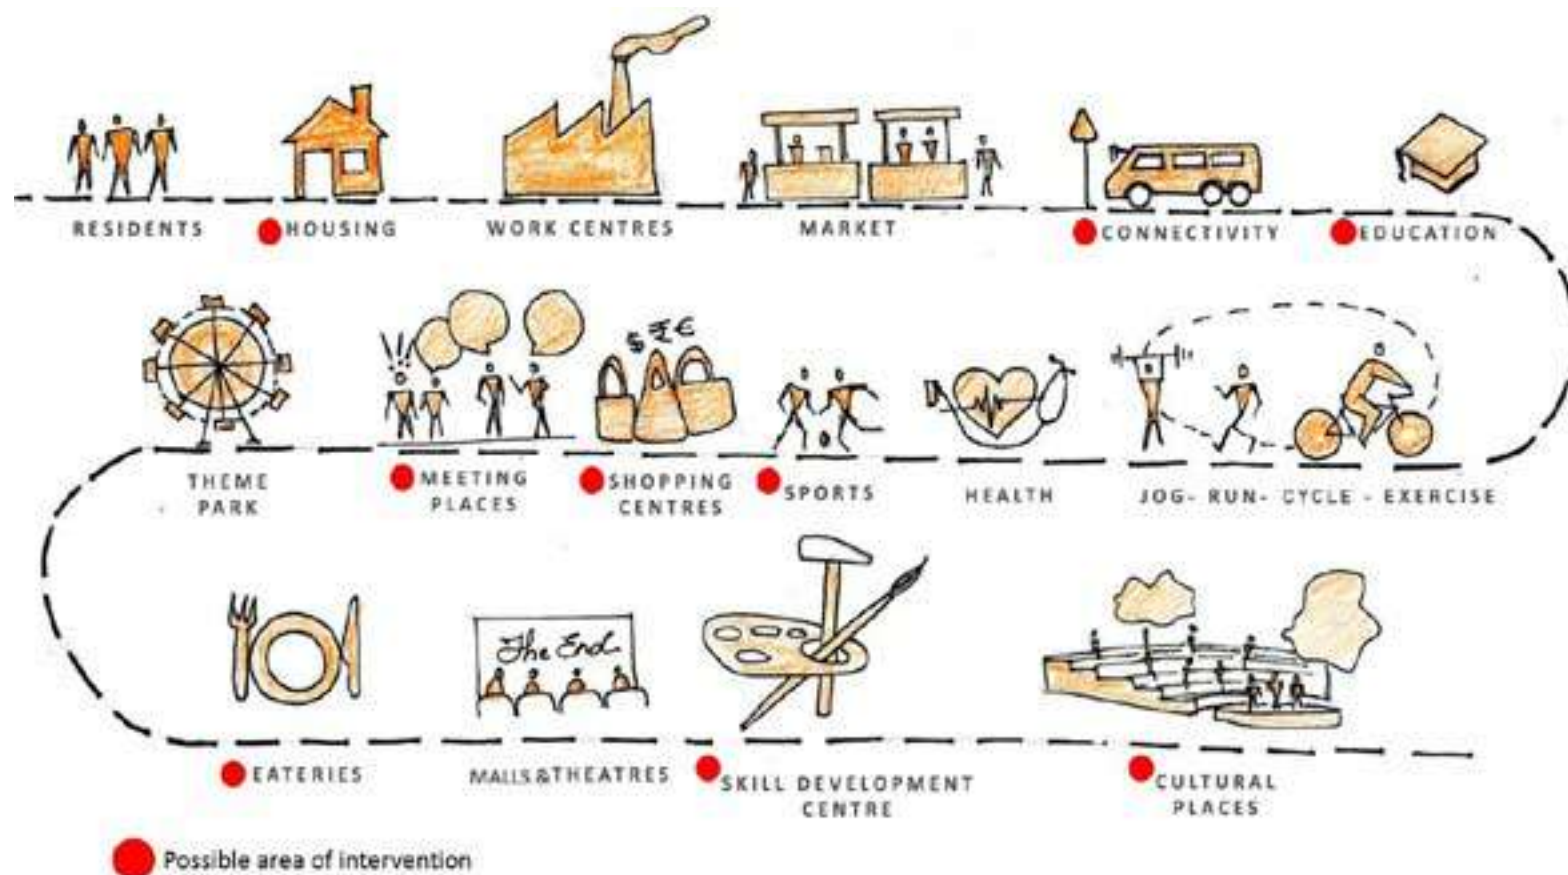 RESIDENTS
HOUSING
WORK CENTRES
MARKET
CONNECTIVITY
EDUCATION
$ ₹ €
!!
THEME
PARK
MEETING
PLACES
SHOPPING
CENTRES
SPORTS
HEALTH
JOG- RUN- CYCLE - EXERCISE
The End
EATERIES
MALLS&THEATRES
SKILL DEVELOPMENT
CENTRE
CULTURAL
PLACES
Possible area of intervention